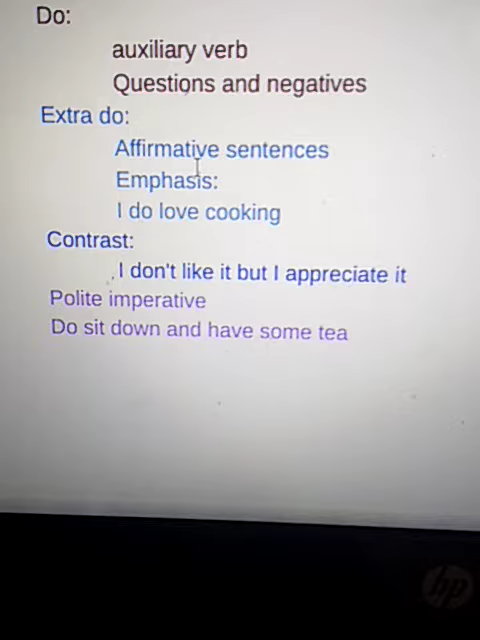 Do:
auxiliary verb
Questions and negatives
Extra do:
Affirmative sentences
Emphasis:
I do love cooking
Contrast:
I don't like it but I appreciate it
Polite imperative
Do sit down and have some tea
hp